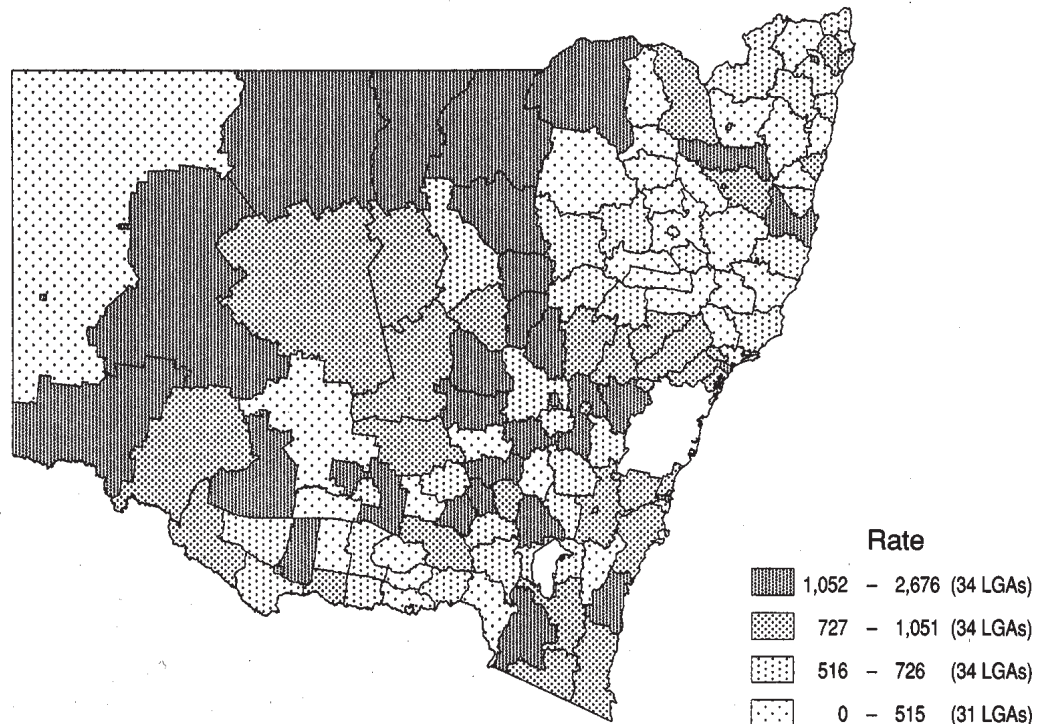 Rate
1,052 – 2,676 (34 LGAs)
727 – 1,051 (34 LGAs)
516 – 726 (34 LGAs)
0 – 515 (31 LGAs)